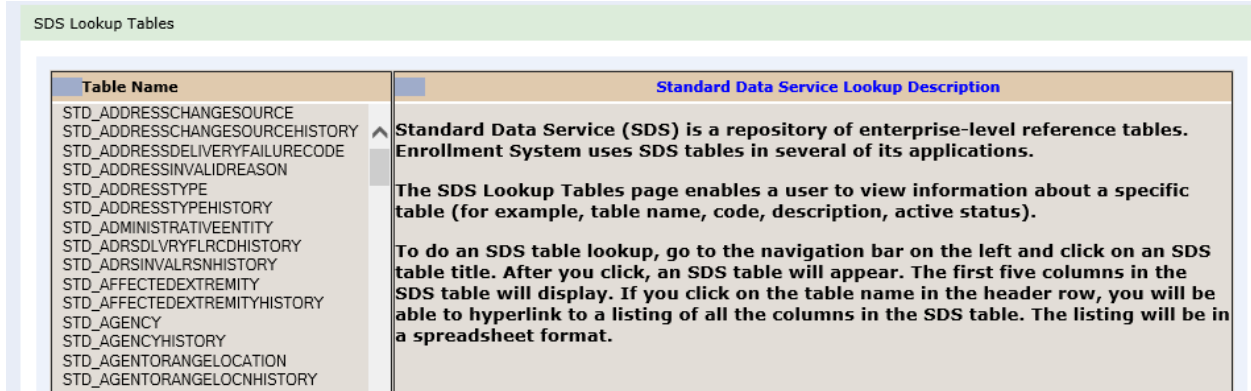 SDS Lookup Tables
Table Name
STD_ADDRESSCHANGESOURCE
STD_ADDRESSCHANGESOURCEHISTORY
STD_ADDRESSDELIVERYFAILURECODE
STD_ADDRESSINVALIDREASON
STD_ADDRESSTYPE
STD_ADDRESSTYPEHISTORY
STD_ADMINISTRATIVEENTITY
STD_ADRSDLVRYFLRCDHISTORY
STD_ADRSINVALRSNHISTORY
STD_AFFECTEDEXTREMITY
STD_AFFECTEDEXTREMITYHISTORY
STD_AGENCY
STD_AGENCYHISTORY
STD_AGENTORANGELOCATION
STD_AGENTORANGELOCNHISTORY
Standard Data Service Lookup Description
Standard Data Service (SDS) is a repository of enterprise-level reference tables.
Enrollment System uses SDS tables in several of its applications.
The SDS Lookup Tables page enables a user to view information about a specific
table (for example, table name, code, description, active status).
To do an SDS table lookup, go to the navigation bar on the left and click on an SDS
table title. After you click, an SDS table will appear. The first five columns in the
SDS table will display. If you click on the table name in the header row, you will be
able to hyperlink to a listing of all the columns in the SDS table. The listing will be in
a spreadsheet format.